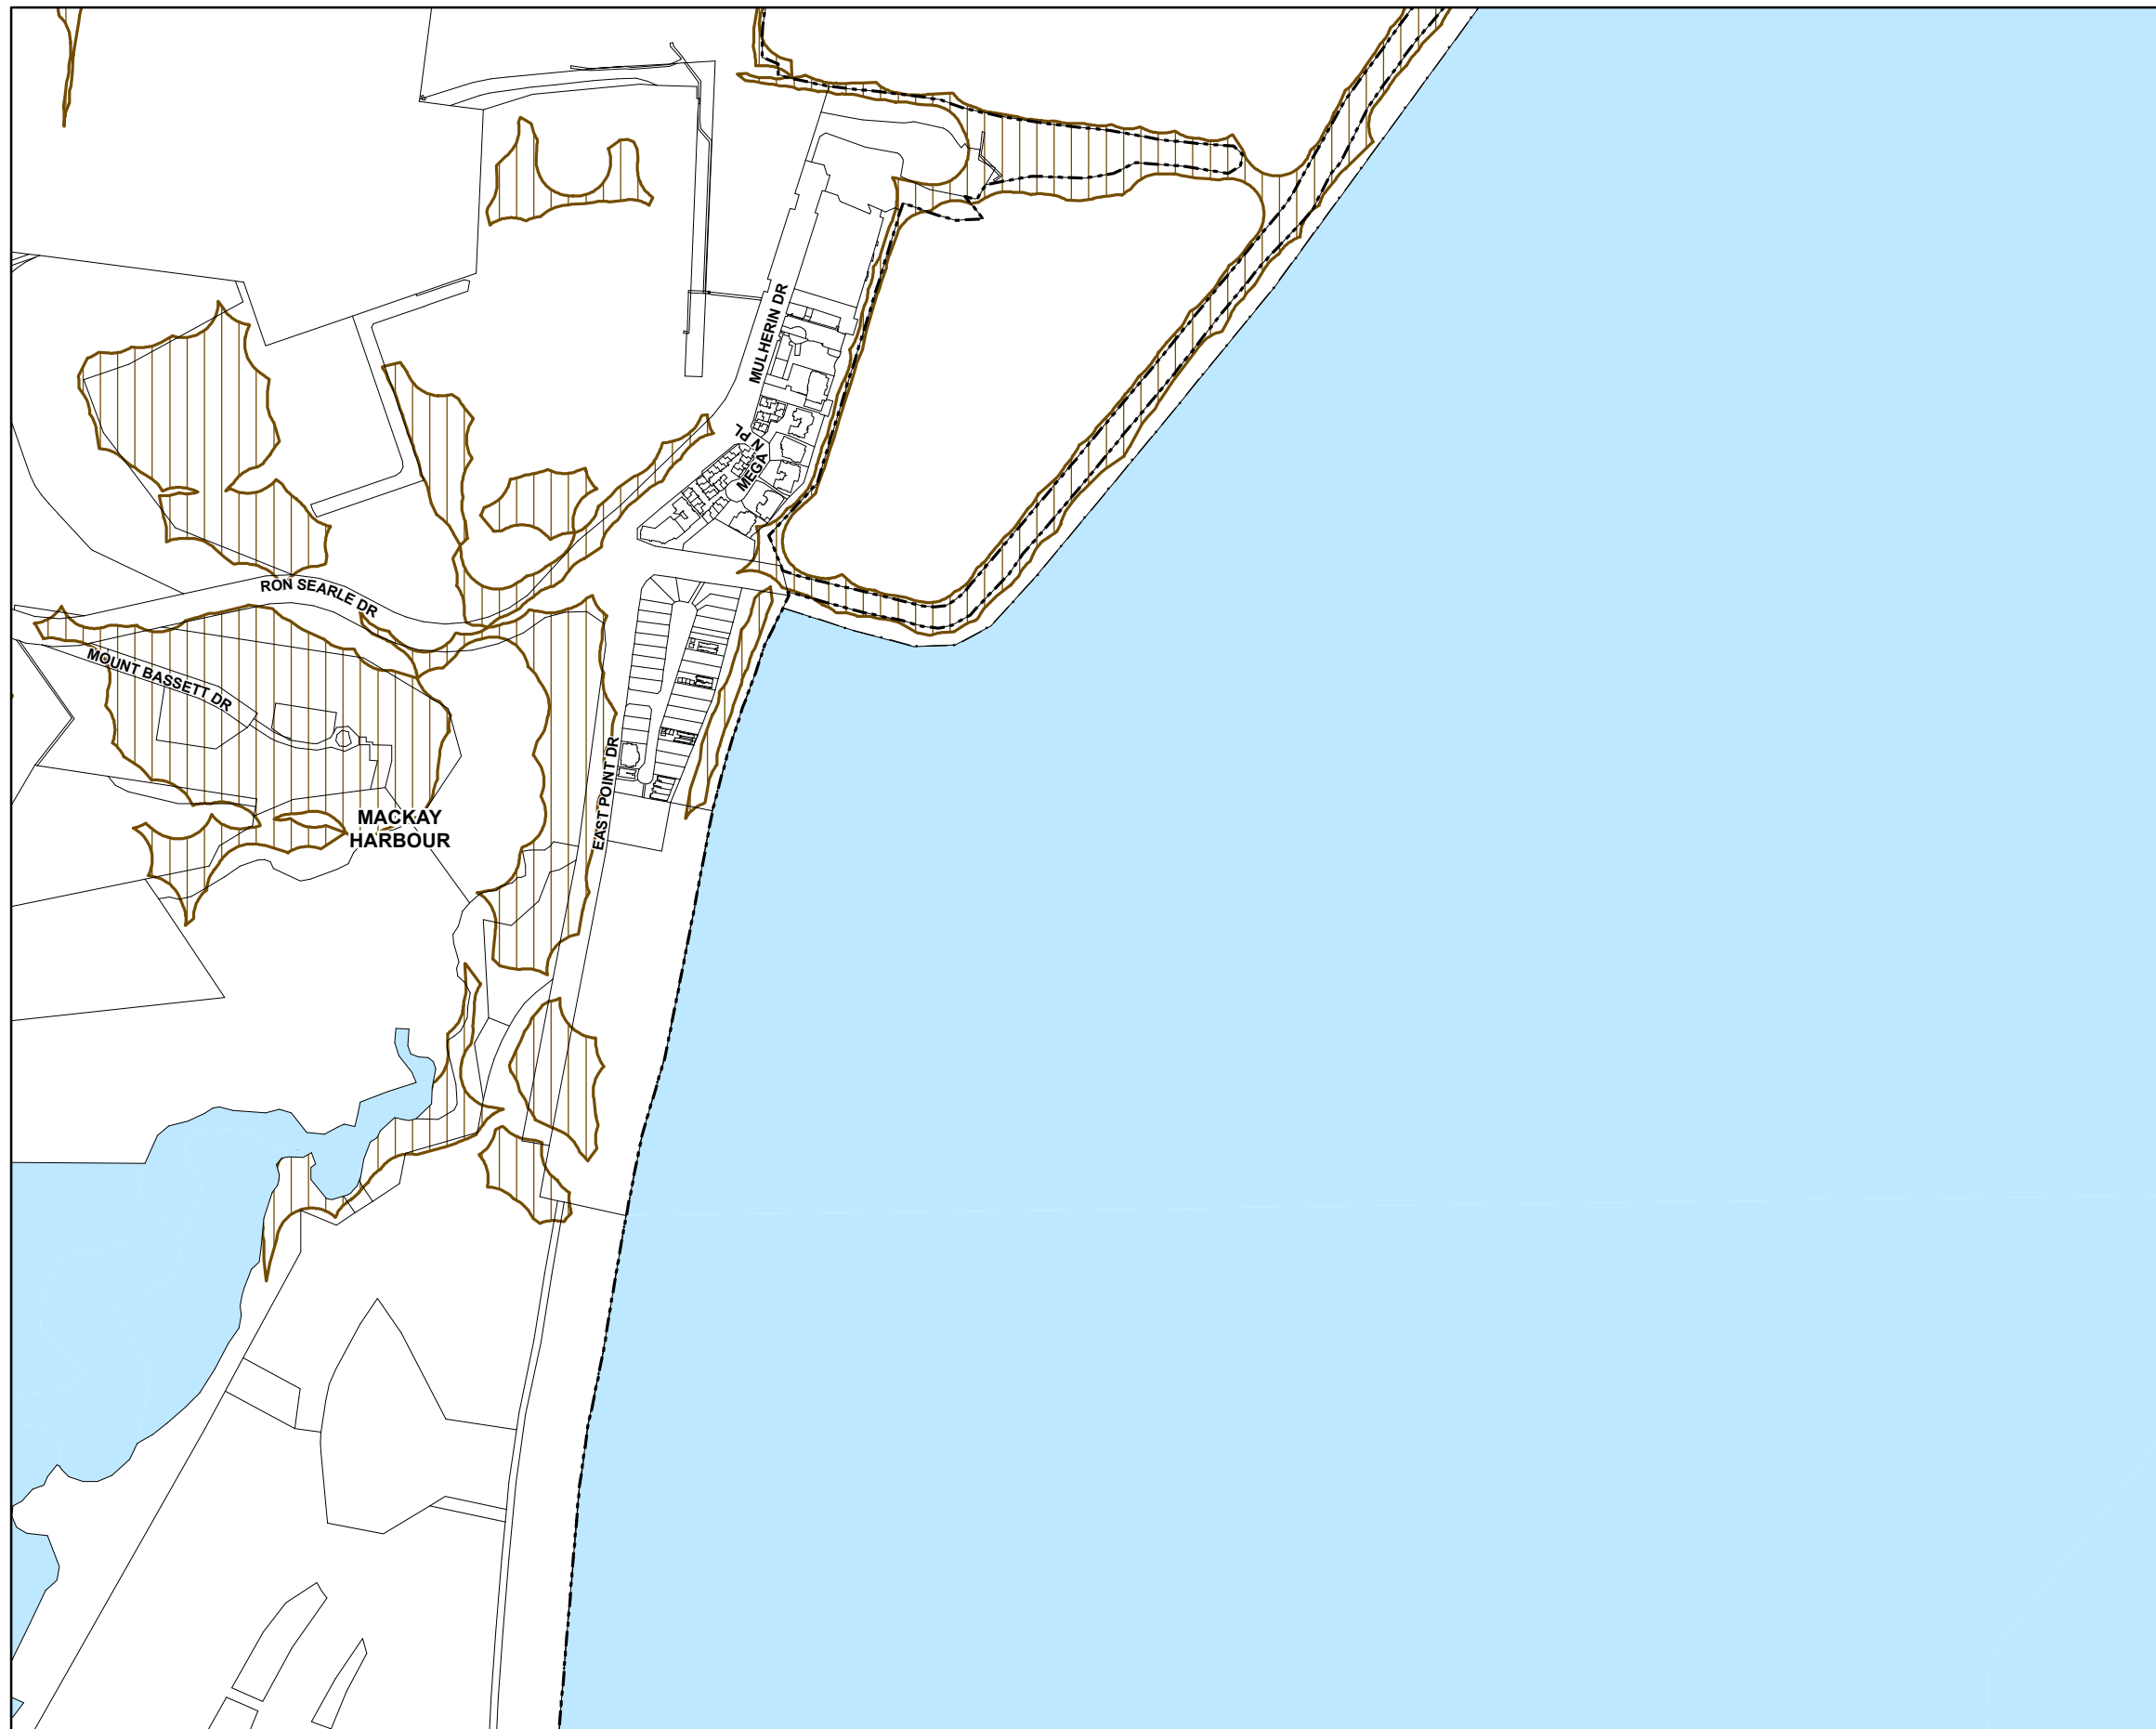 MULHERIN DR
MEGA
N PL
RON SEARLE DR
MOUNT BASSETT DR
EAST POINT DR
MACKAY
HARBOUR